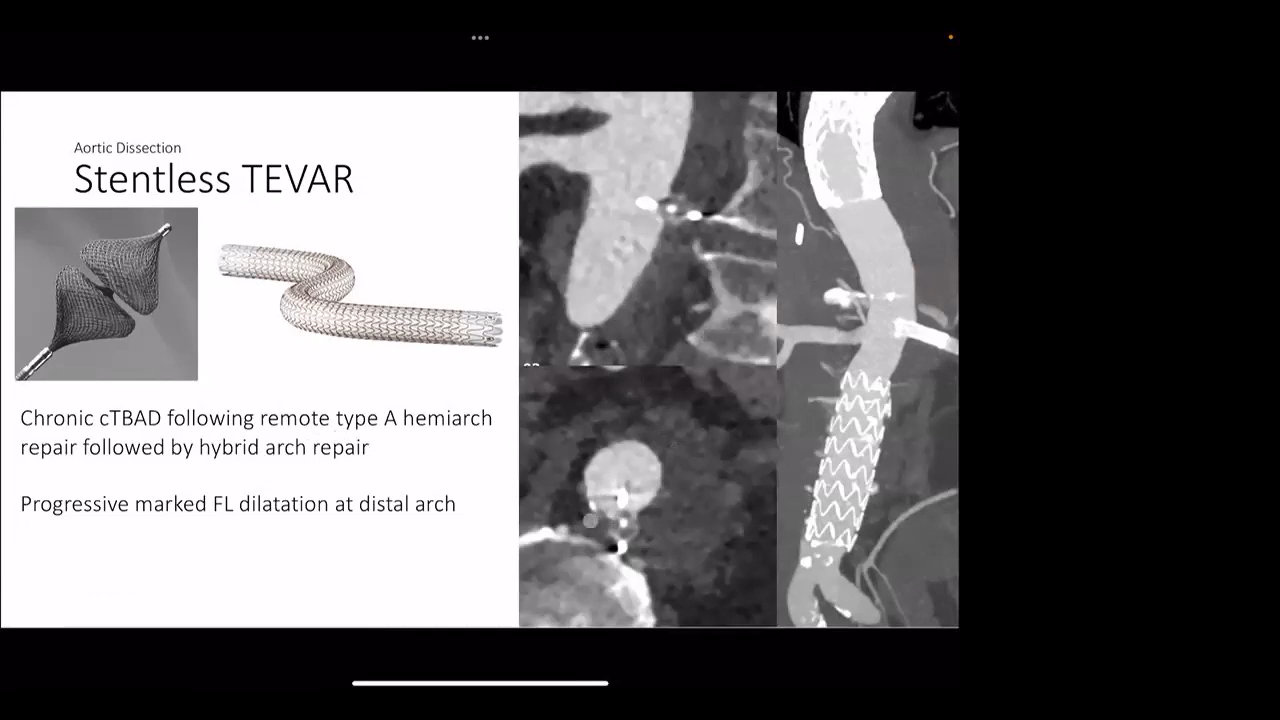 Aortic Dissection
Stentless TEVAR
Chronic cTBAD following remote type A hemiarch
repair followed by hybrid arch repair
Progressive marked FL dilatation at distal arch